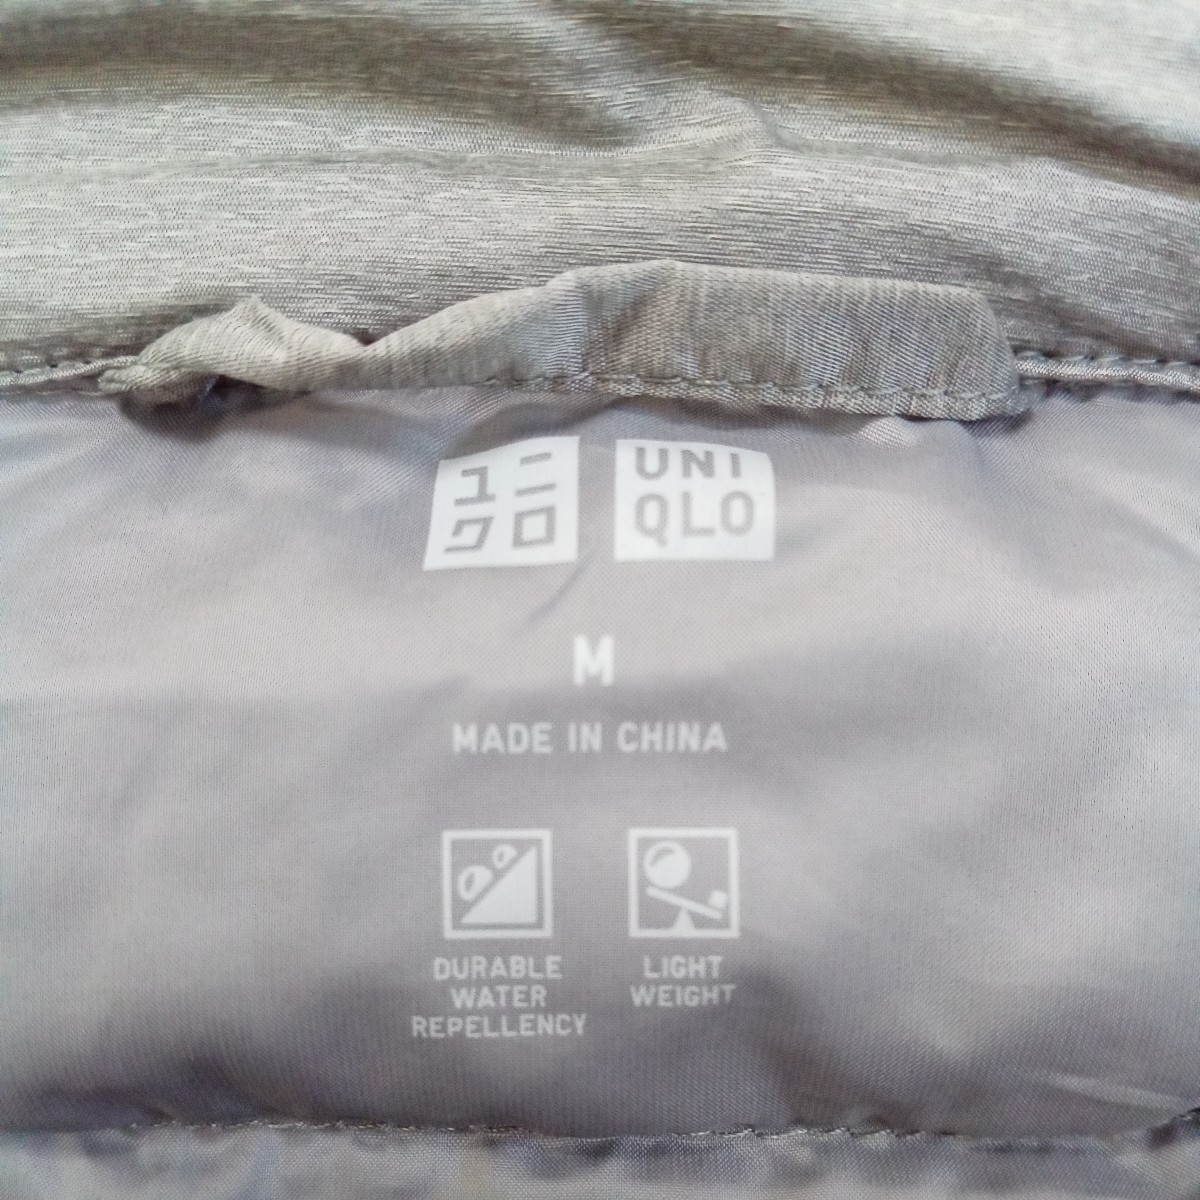 ユニ
クロ
UNI
QLO
M
MADE IN CHINA
DURABLE
WATER
REPELLENCY
LIGHT
WEIGHT